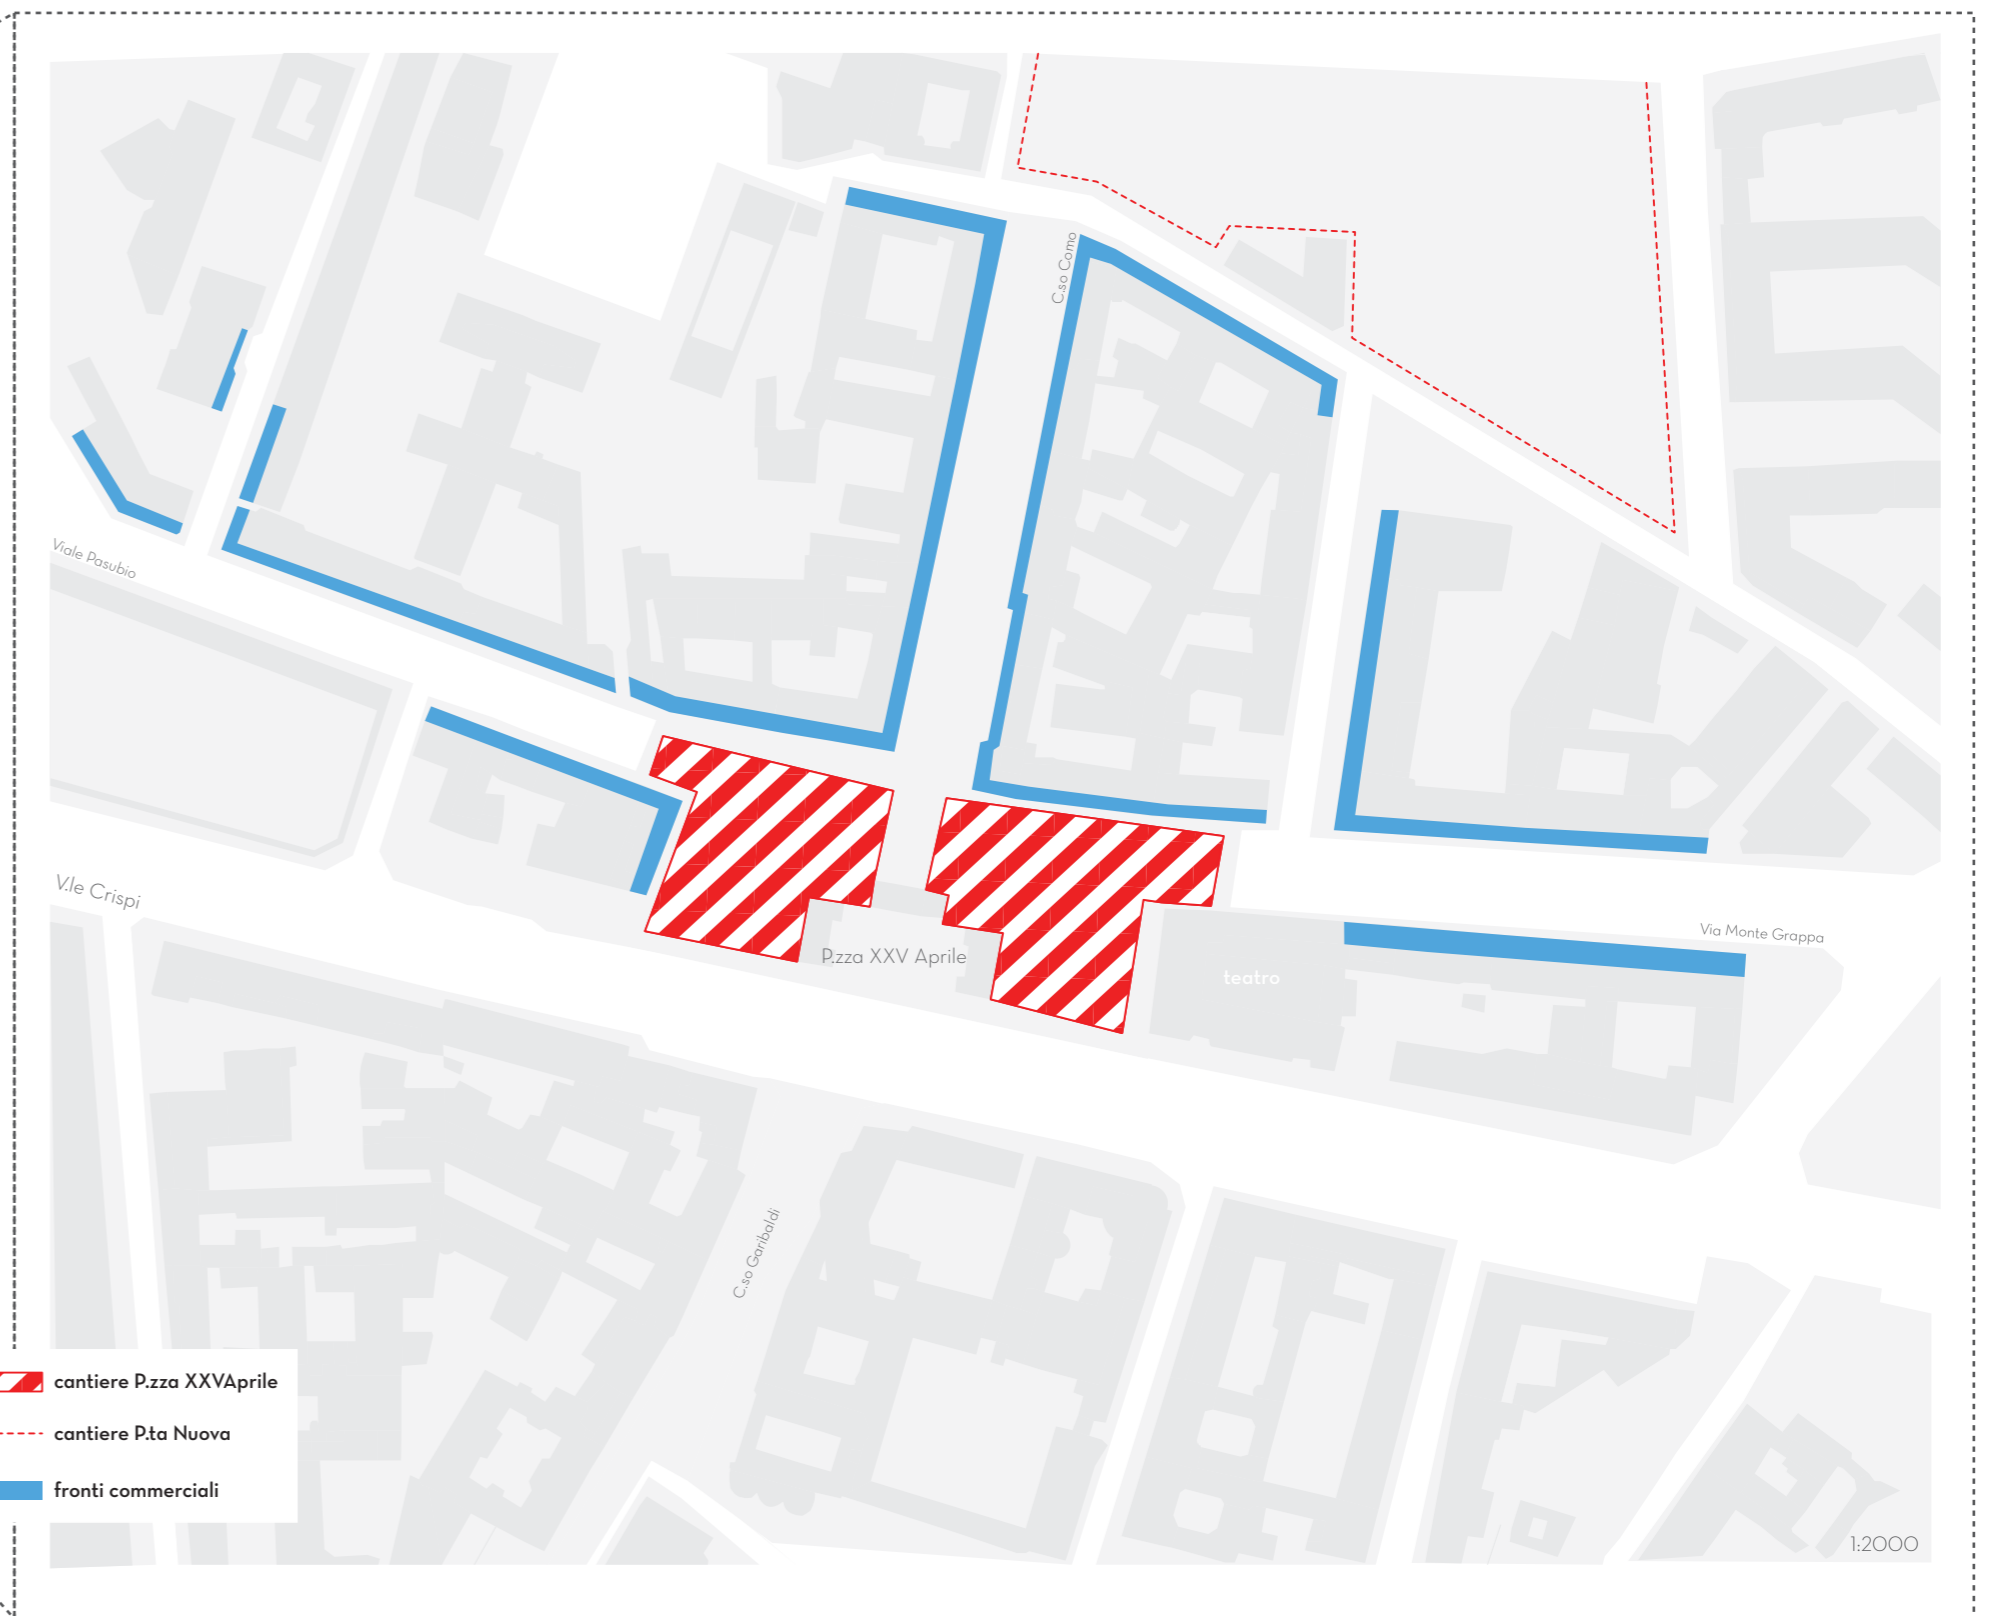 C.so Como
Viale Pasubio
V.le Crispi
Via Monte Grappa
P.zza XXV Aprile
teatro
C.so Garibaldi
cantiere P.zza XXVAprile
cantiere P.ta Nuova
fronti commerciali
1:2000